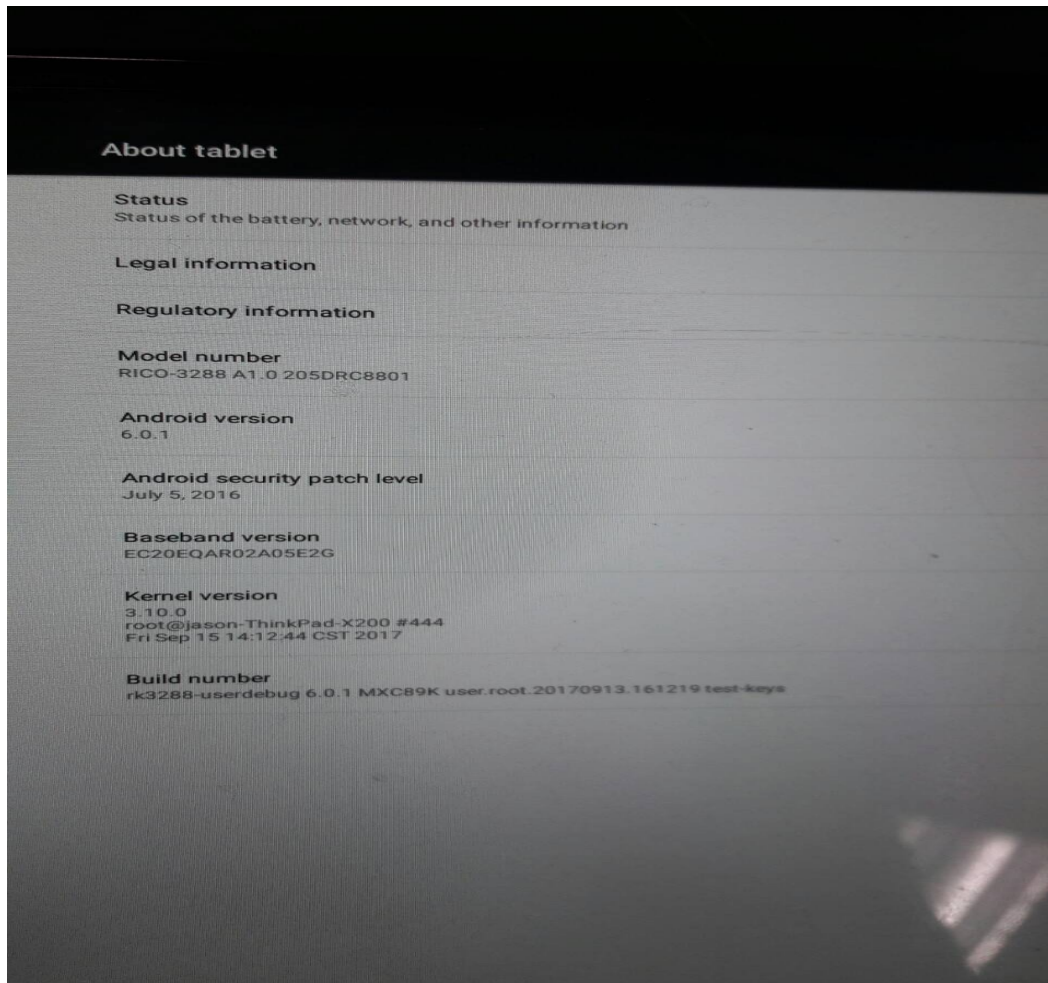 About tablet
Status
Status of the battery, network, and other information
Legal information
Regulatory information
Model number
RICO-3288 A1.0 205DRC8801
Android version
6.0.1
Android security patch level
July 5, 2016
Baseband version
EC20EQAR02A05E2G
Kernel version
3.10.0
root@jason-ThinkPad-X200 #444
Fri Sep 15 14:12:44 CST 2017
Build number
rk3288-userdebug 6.0.1 MXC89K user.root.20170913.161219 test-keys